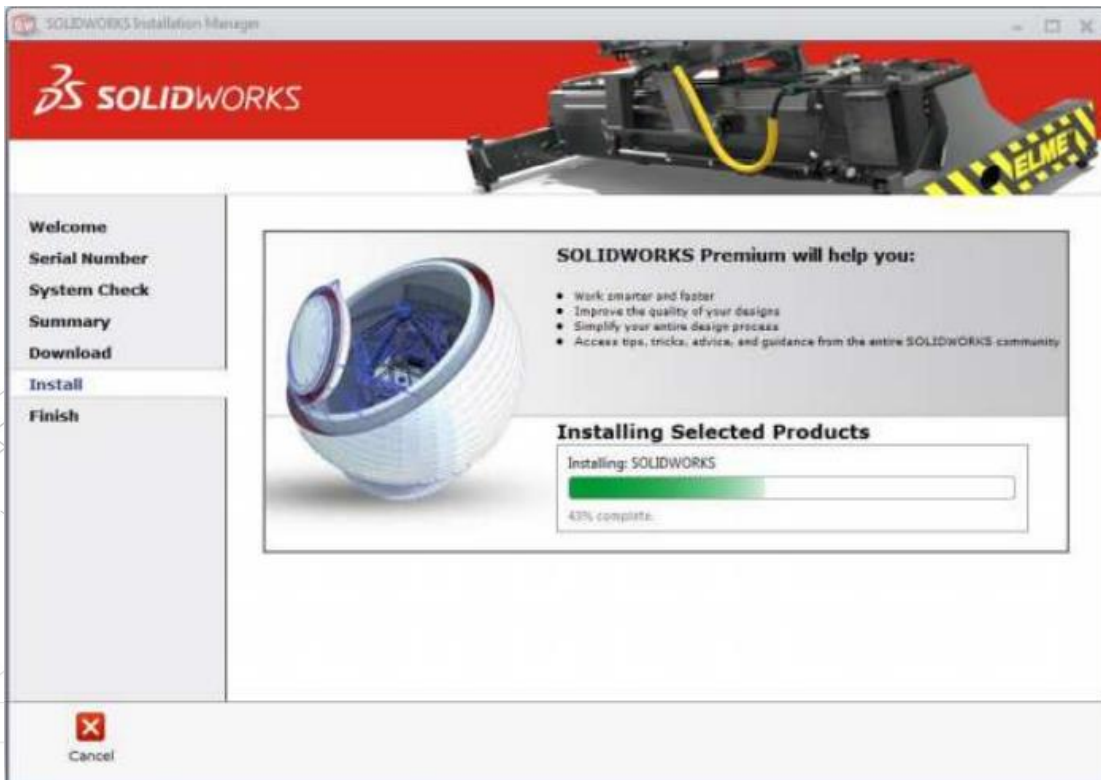 SOLIDWORKS Installation Manager
3S SOLIDWORKS
ELME
Welcome
Serial Number
System Check
Summary
Download
Install
Finish
SOLIDWORKS Premium will help you:
• Work smarter and faster
• Improve the quality of your designs
• Simplify your entire design process
• Access tips, tricks, advice, and guidance from the entire SOLIDWORKS community
Installing Selected Products
Installing: SOLIDWORKS
43% complete.
Cancel